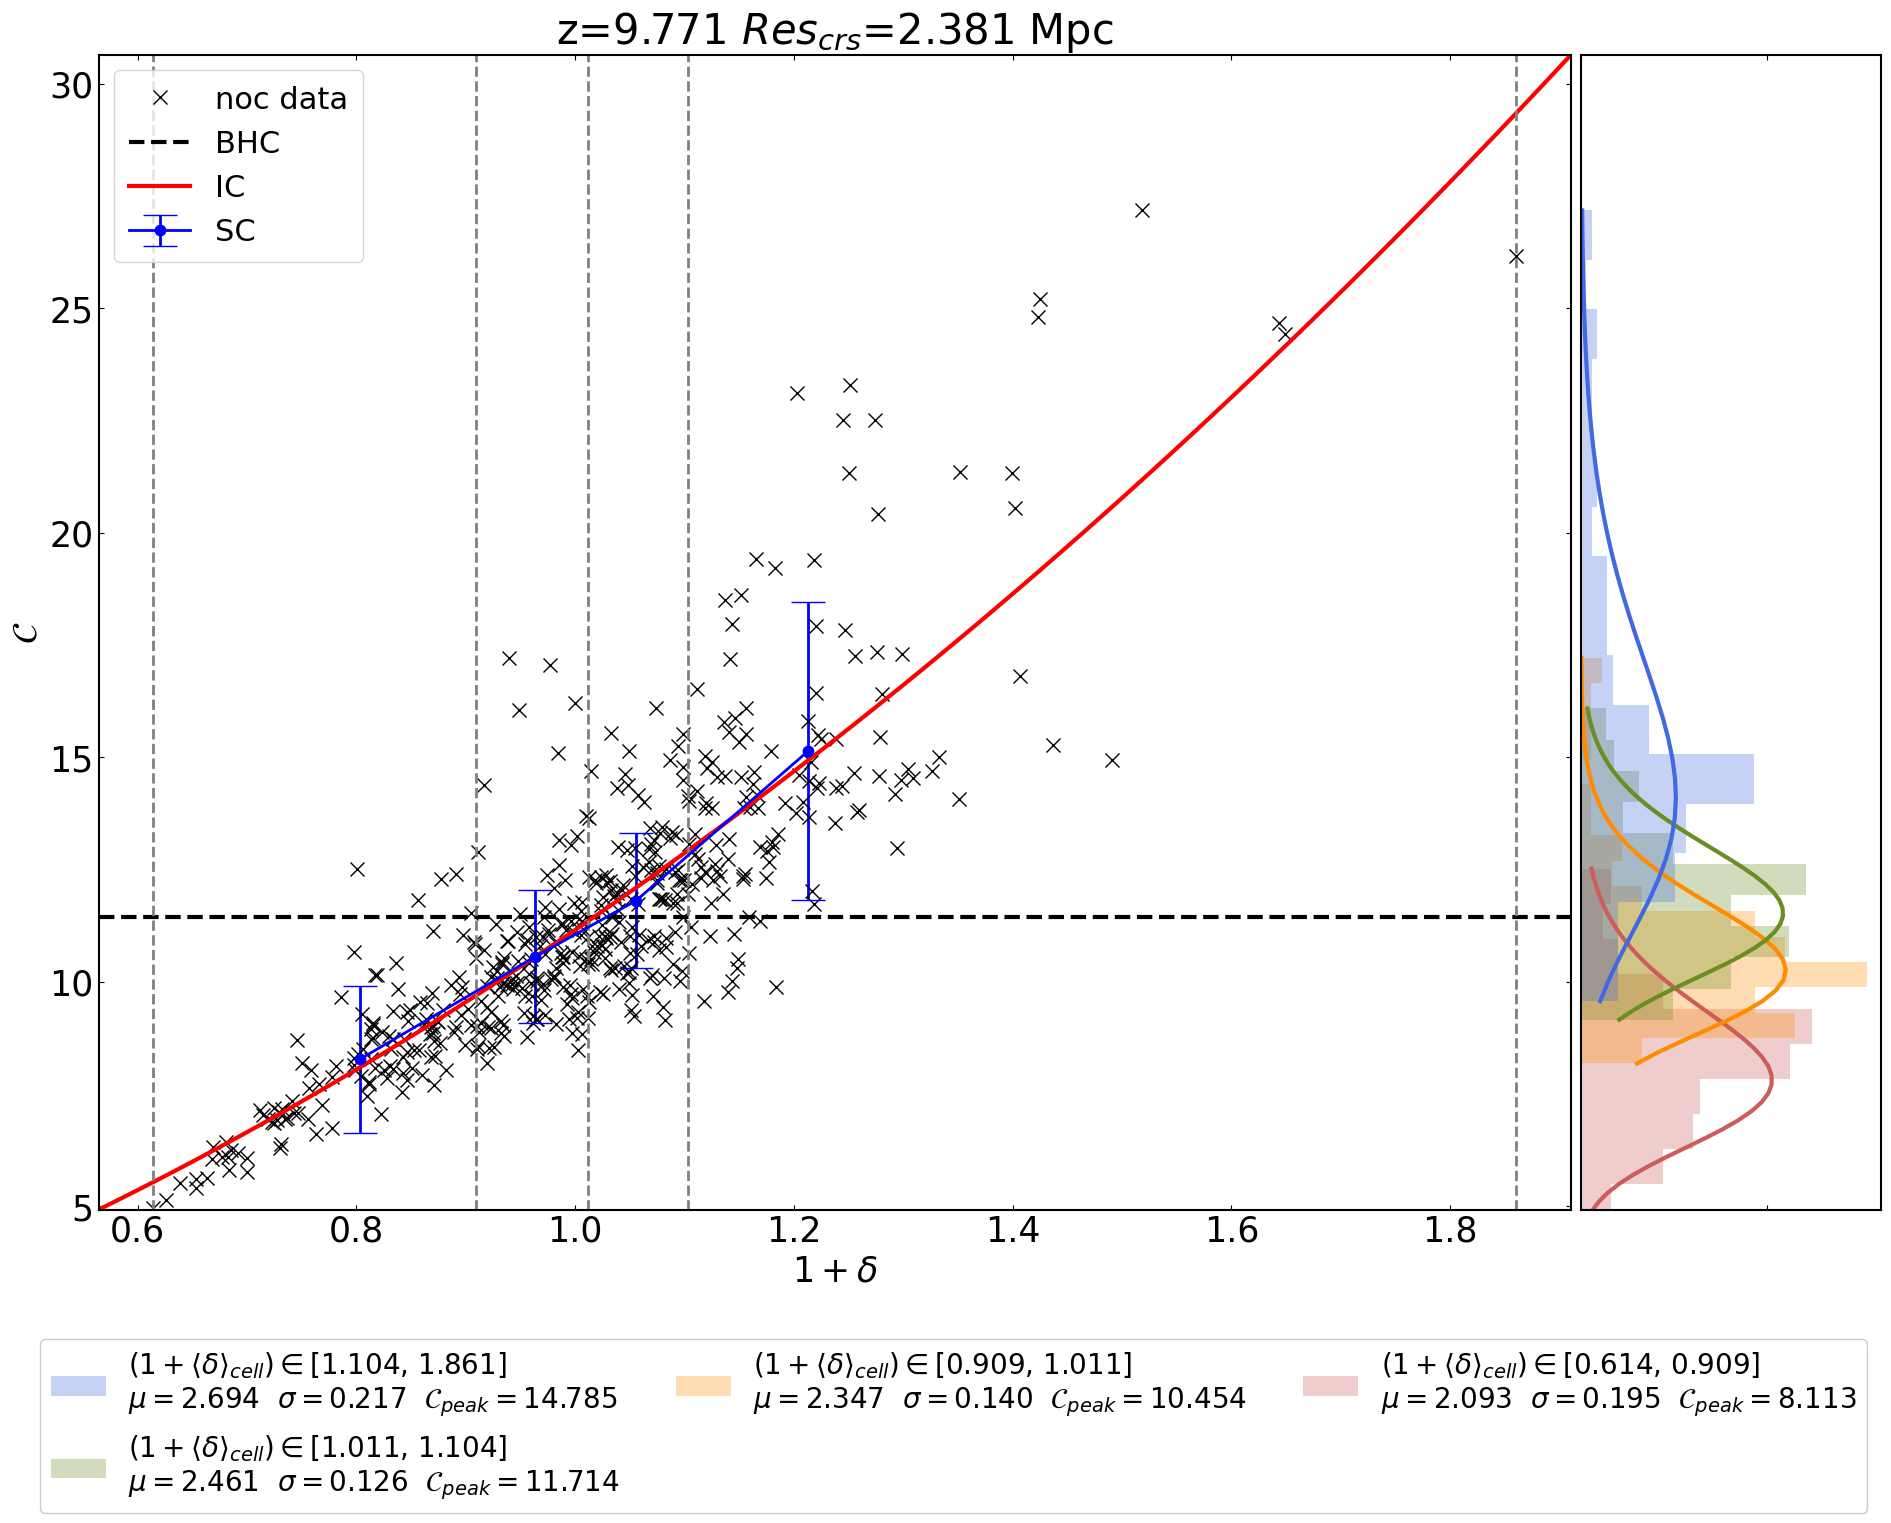 z=9.771 Res_crs=2.381 Mpc
noc data
BHC
IC
SC
30
25
20
15
10
5
𝒞
0.6 0.8 1.0 1.2 1.4 1.6 1.8
1 + δ
(1 + ⟨δ⟩_cell) ∈ [1.104, 1.861]
μ = 2.694 σ = 0.217 𝒞_peak = 14.785
(1 + ⟨δ⟩_cell) ∈ [1.011, 1.104]
μ = 2.461 σ = 0.126 𝒞_peak = 11.714
(1 + ⟨δ⟩_cell) ∈ [0.909, 1.011]
μ = 2.347 σ = 0.140 𝒞_peak = 10.454
(1 + ⟨δ⟩_cell) ∈ [0.614, 0.909]
μ = 2.093 σ = 0.195 𝒞_peak = 8.113